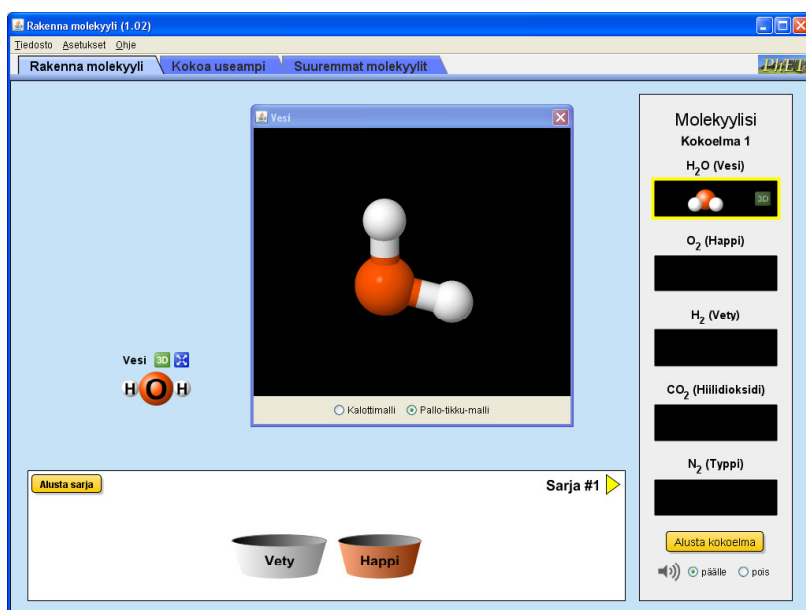 Rakenna molekyyli (1.02)
Tiedosto Asetukset Ohje
Rakenna molekyyli Kokoa useampi Suuremmat molekyylit
PhET
Vesi
Kalottimalli Pallo-tikku-malli
Vesi 3D
H O H
Alusta sarja
Sarja #1
Vety Happi
Molekyylisi
Kokoelma 1
H2O (Vesi)
3D
O2 (Happi)
H2 (Vety)
CO2 (Hiilidioksidi)
N2 (Typpi)
Alusta kokoelma
päälle pois